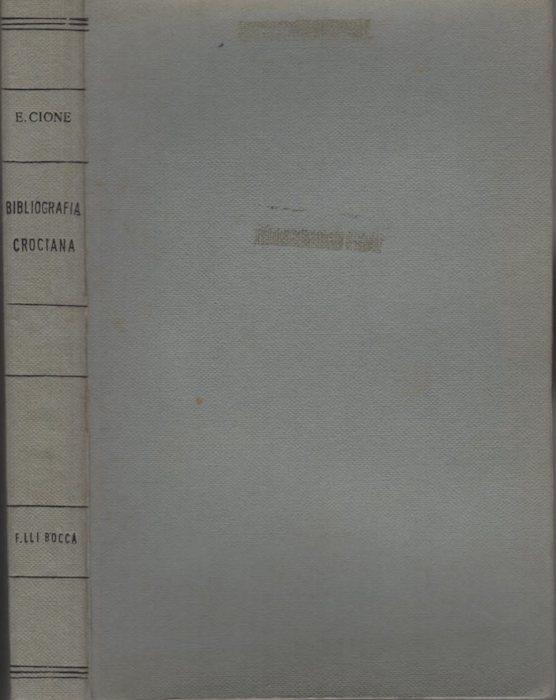 E. CIONE
BIBLIOGRAFIA
CROCIANA
F.LLI BOCCA